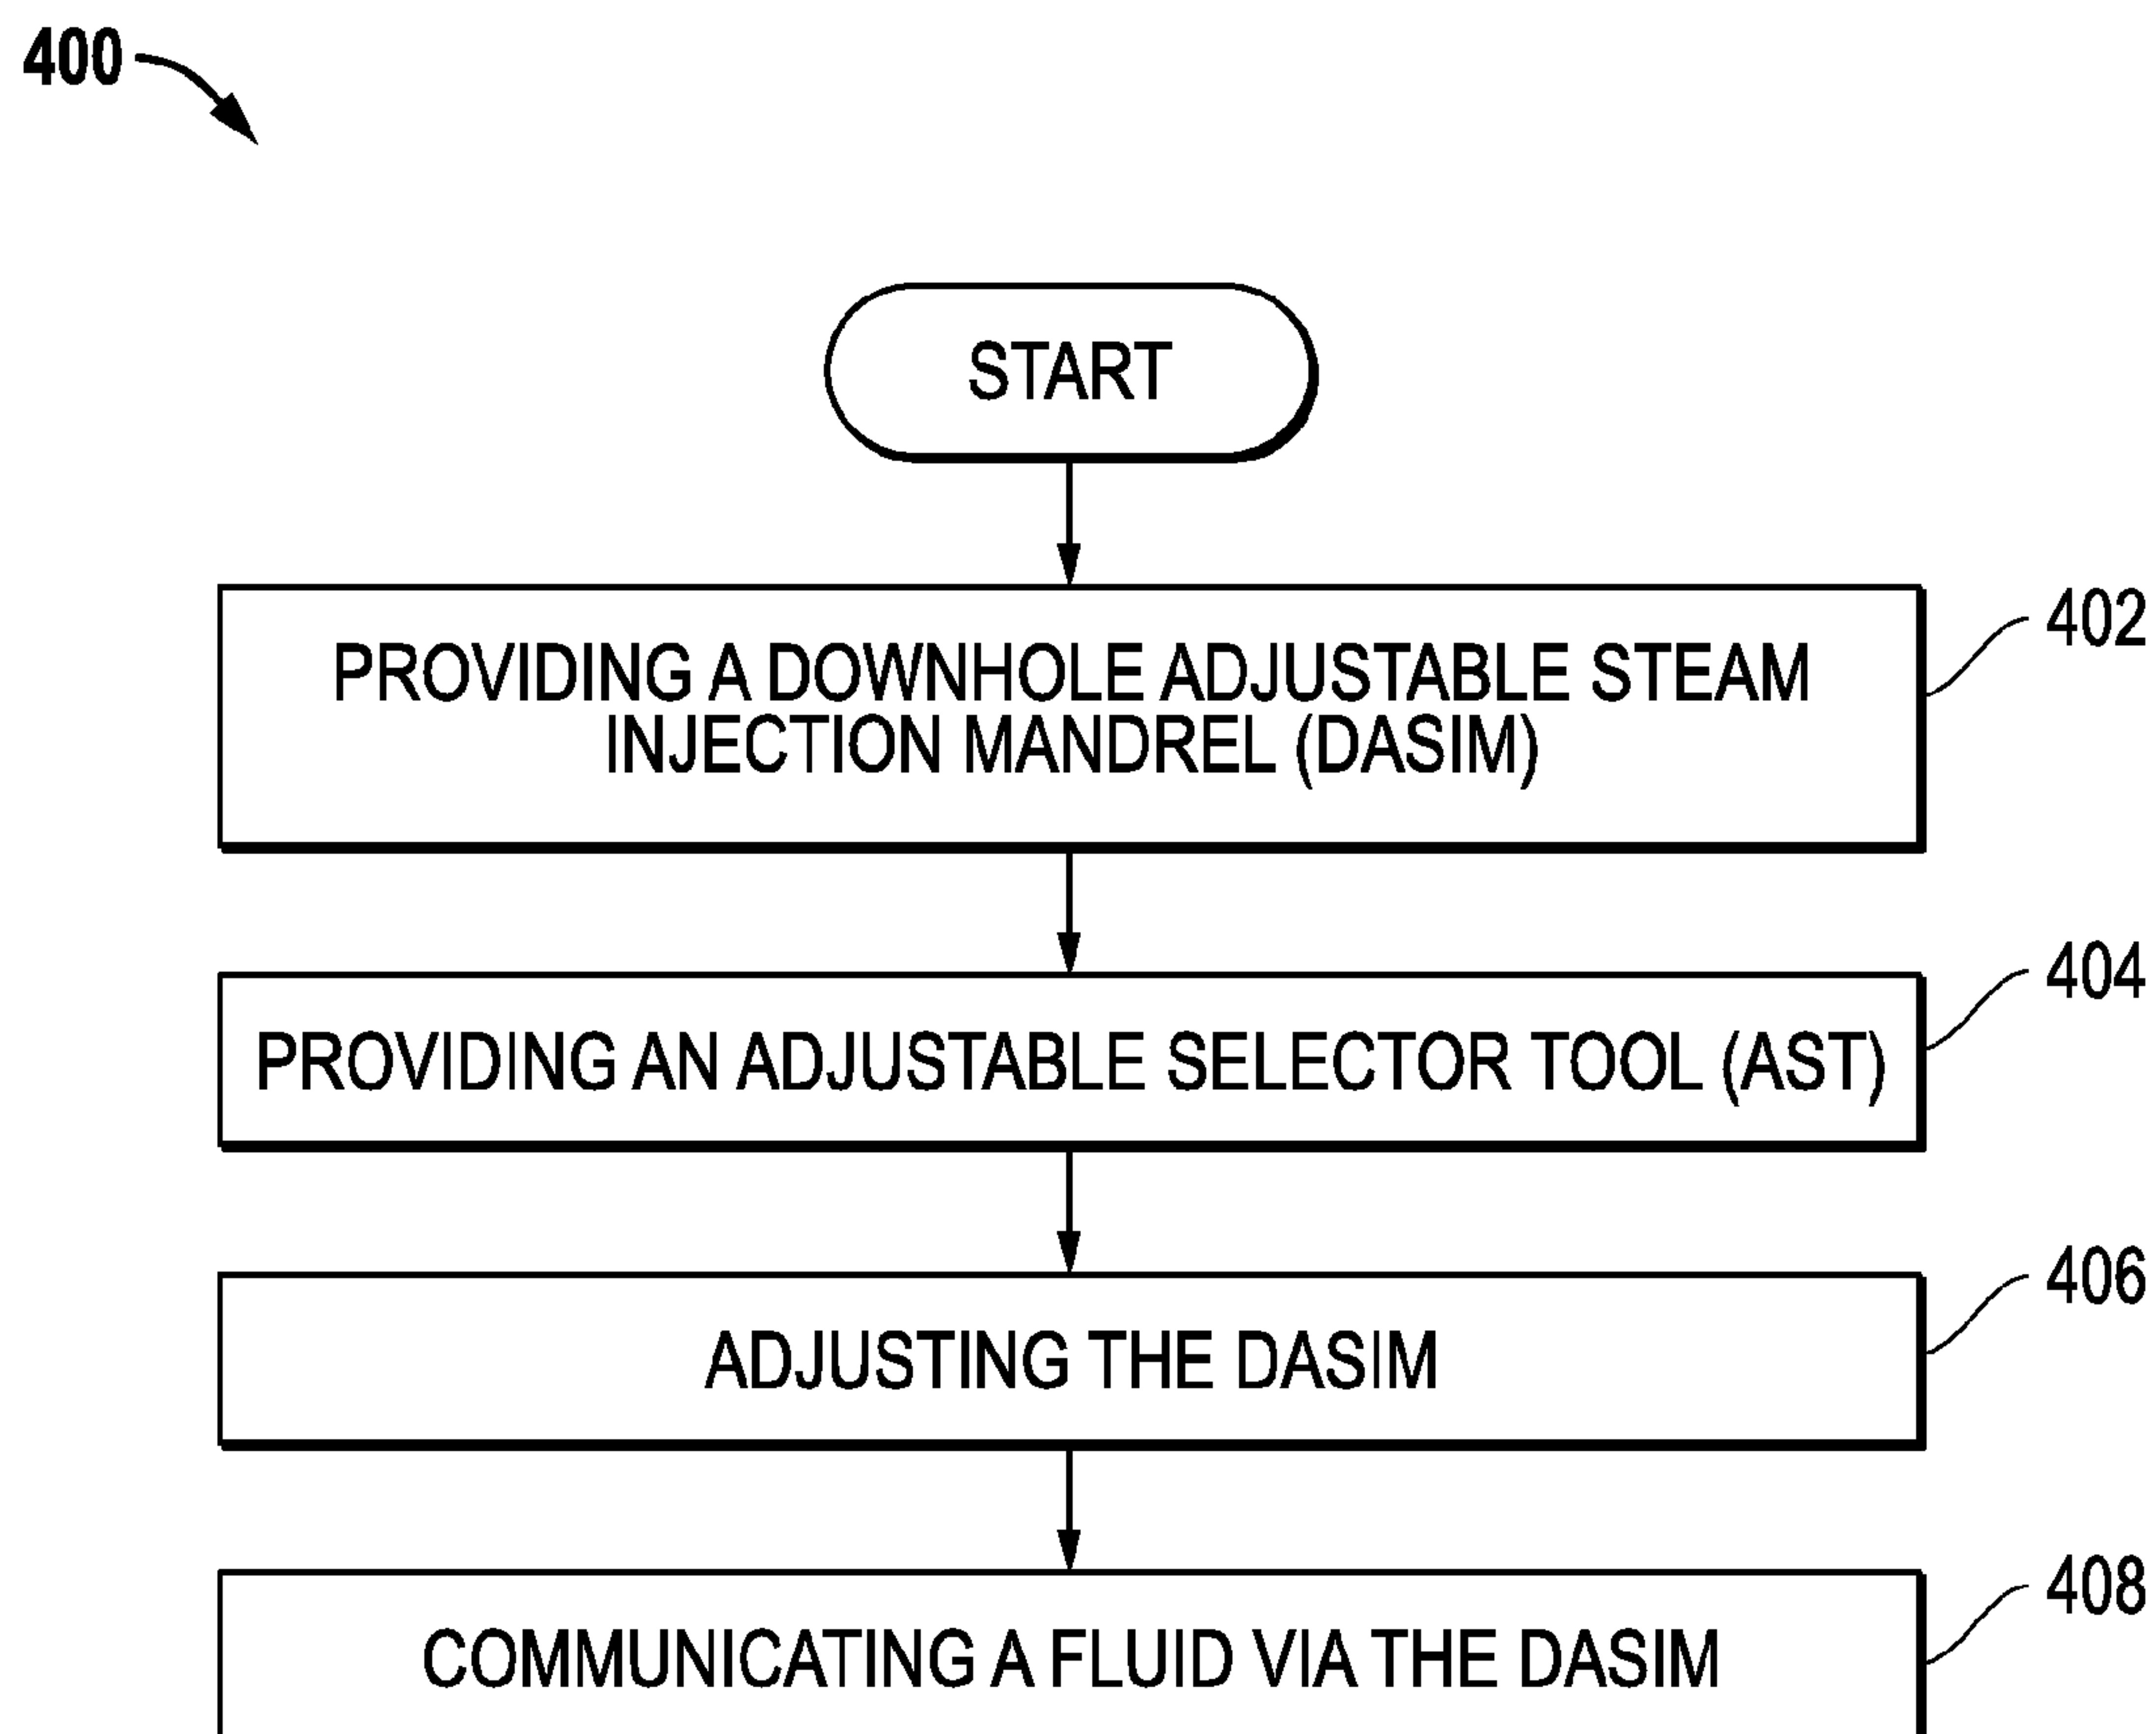 400
START
402
PROVIDING A DOWNHOLE ADJUSTABLE STEAM
INJECTION MANDREL (DASIM)
404
PROVIDING AN ADJUSTABLE SELECTOR TOOL (AST)
406
ADJUSTING THE DASIM
408
COMMUNICATING A FLUID VIA THE DASIM